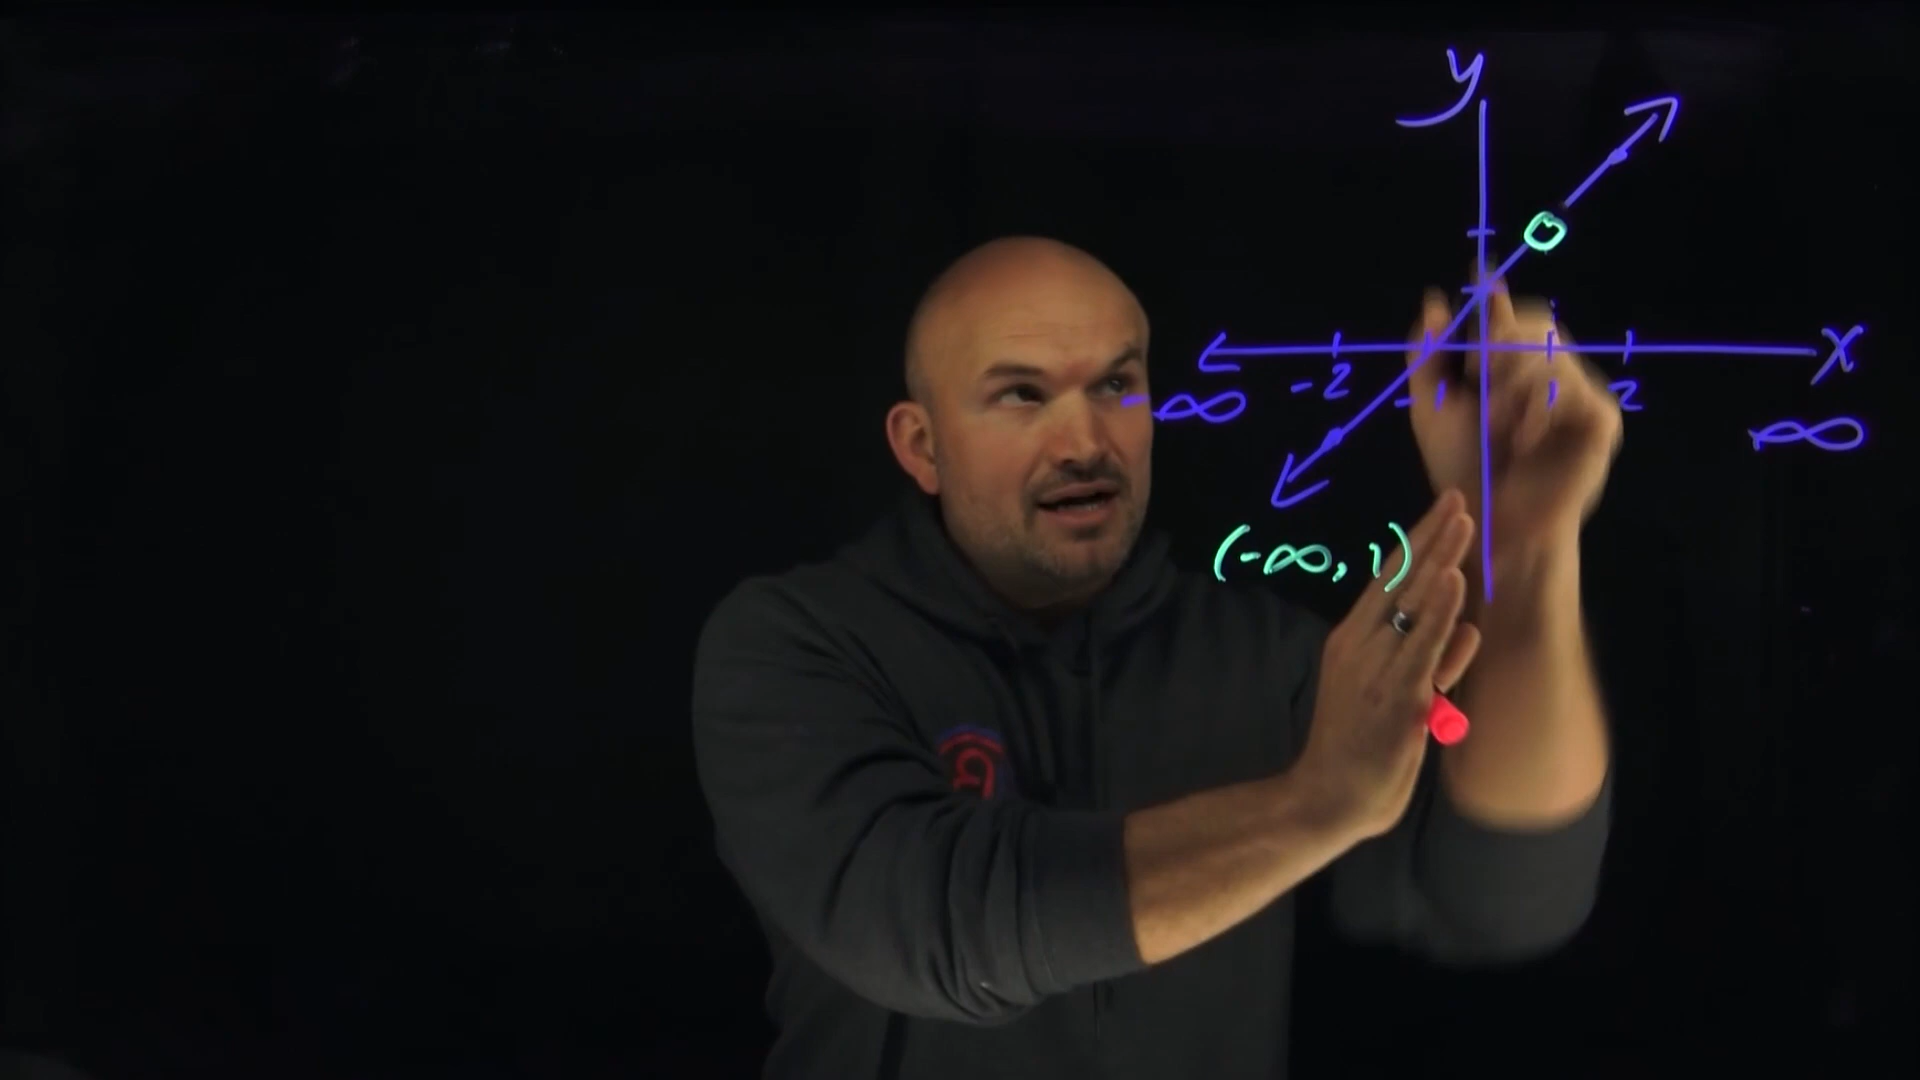 y
x
-2 -1 1 2
-∞ ∞
(-∞, 1)